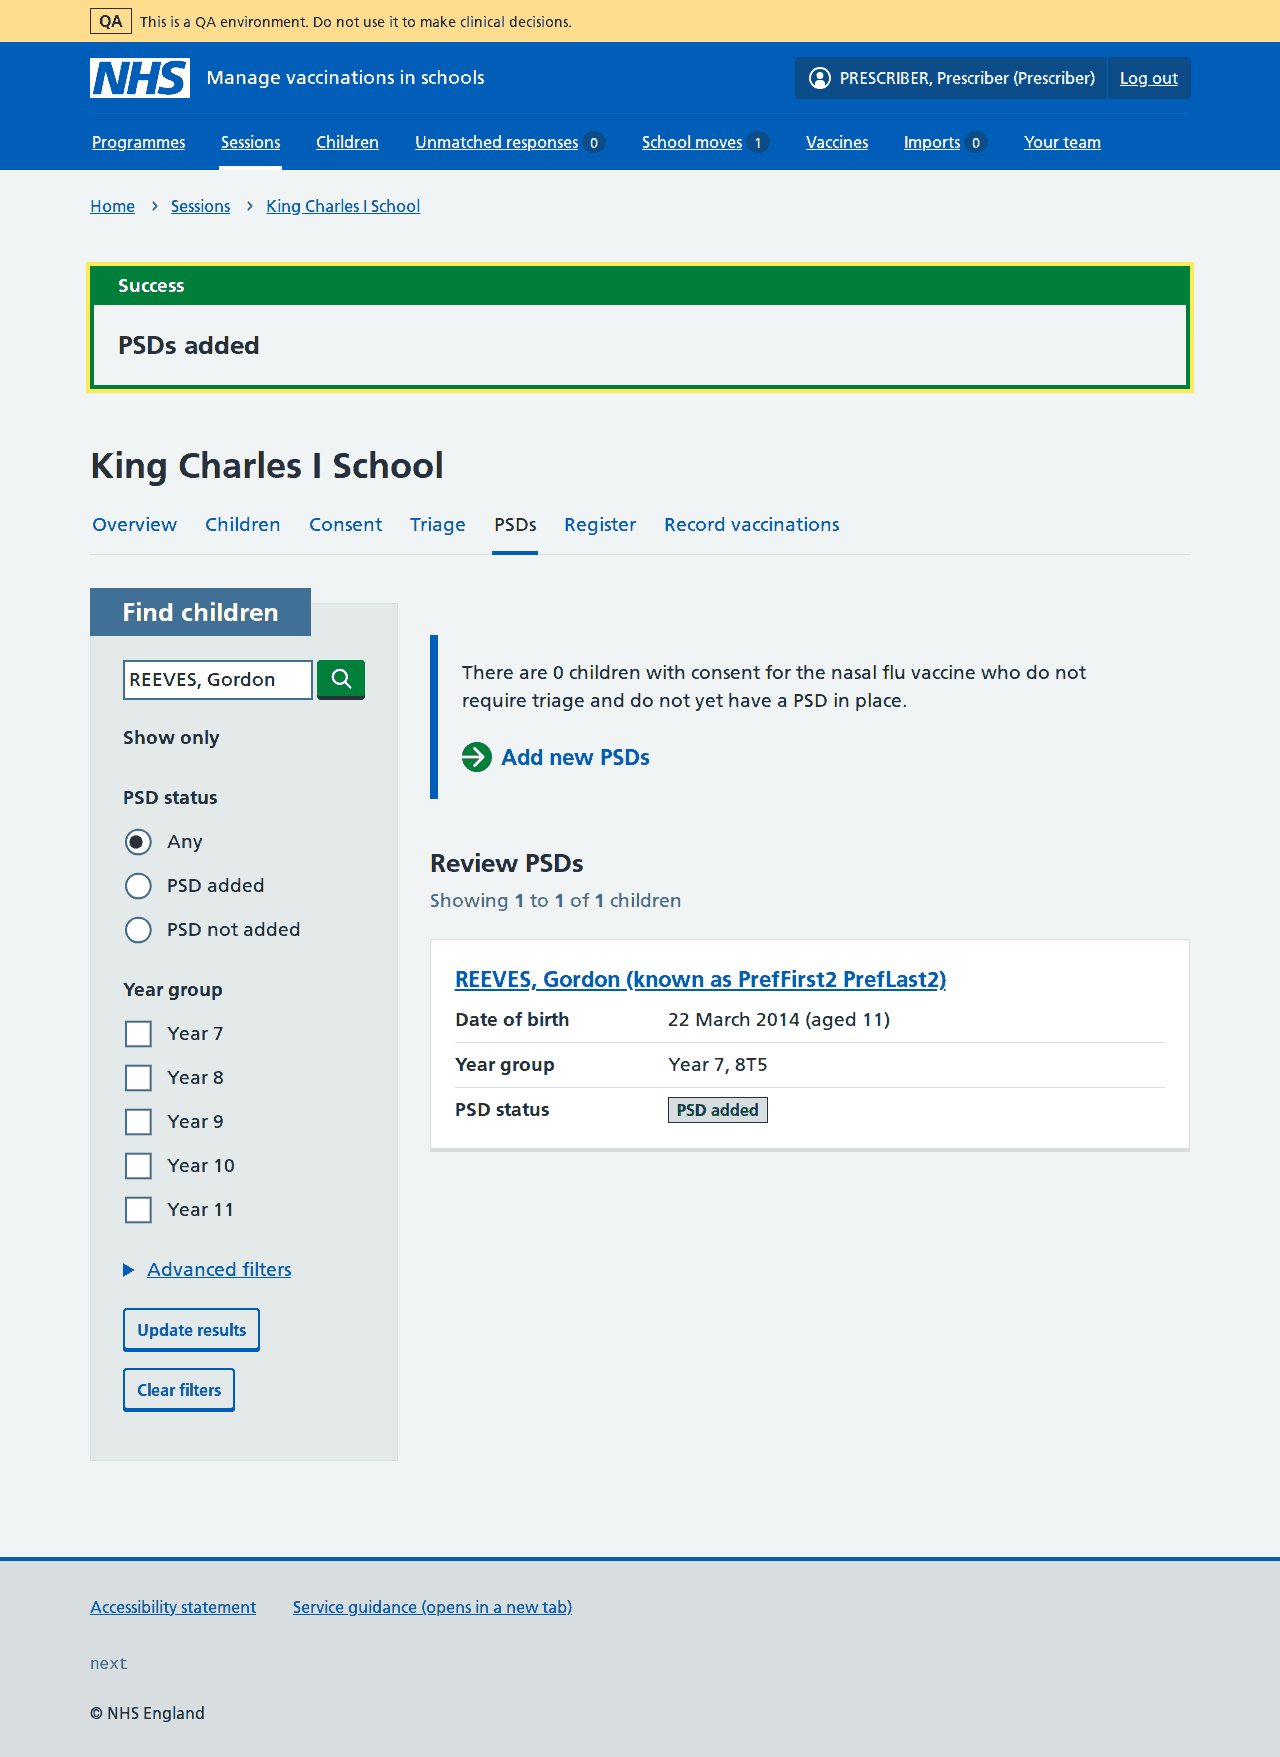 QA This is a QA environment. Do not use it to make clinical decisions.
NHS Manage vaccinations in schools PRESCRIBER, Prescriber (Prescriber) Log out
Programmes Sessions Children Unmatched responses 0 School moves 1 Vaccines Imports 0 Your team
Home Sessions King Charles I School
Success
PSDs added
King Charles I School
Overview Children Consent Triage PSDs Register Record vaccinations
Find children
REEVES, Gordon
Show only
PSD status
Any
PSD added
PSD not added
Year group
Year 7
Year 8
Year 9
Year 10
Year 11
Advanced filters
Update results
Clear filters
There are 0 children with consent for the nasal flu vaccine who do not
require triage and do not yet have a PSD in place.
Add new PSDs
Review PSDs
Showing 1 to 1 of 1 children
REEVES, Gordon (known as PrefFirst2 PrefLast2)
Date of birth 22 March 2014 (aged 11)
Year group Year 7, 8T5
PSD status PSD added
Accessibility statement Service guidance (opens in a new tab)
next
© NHS England